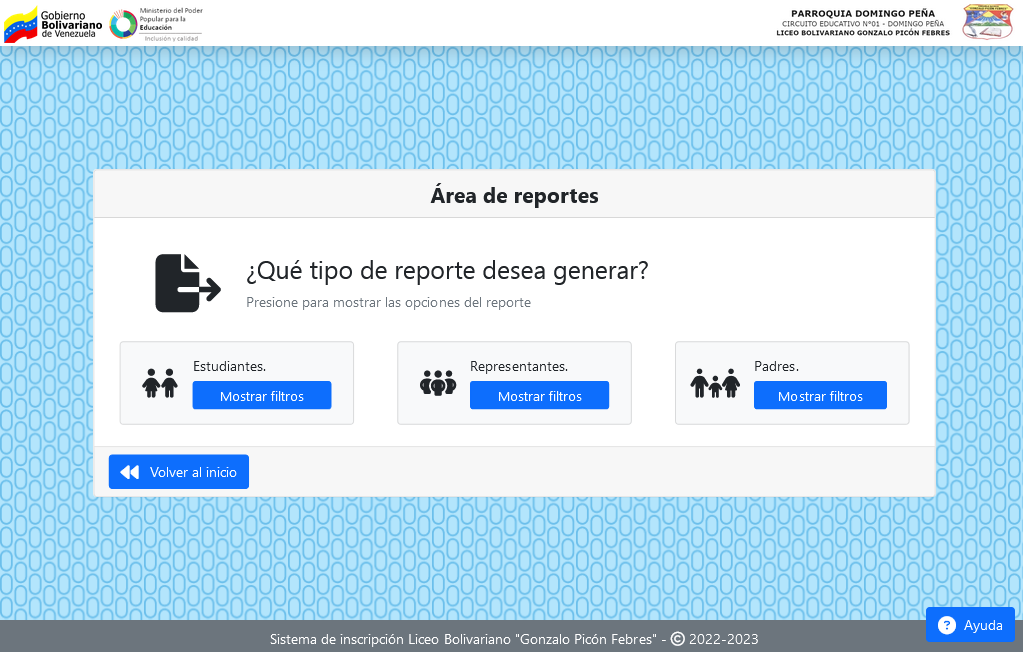 Gobierno
Bolivariano
de Venezuela
Ministerio del Poder
Popular para la
Educación
Inclusión y calidad
PARROQUIA DOMINGO PEÑA
CIRCUITO EDUCATIVO N°01 - DOMINGO PEÑA
LICEO BOLIVARIANO GONZALO PICÓN FEBRES
Área de reportes
¿Qué tipo de reporte desea generar?
Presione para mostrar las opciones del reporte
Estudiantes.
Mostrar filtros
Representantes.
Mostrar filtros
Padres.
Mostrar filtros
Volver al inicio
Ayuda
Sistema de inscripción Liceo Bolivariano "Gonzalo Picón Febres" - © 2022-2023